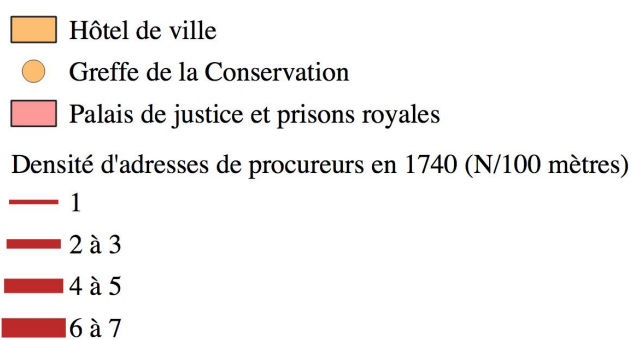 Hôtel de ville
Greffe de la Conservation
Palais de justice et prisons royales
Densité d'adresses de procureurs en 1740 (N/100 mètres)
1
2 à 3
4 à 5
6 à 7